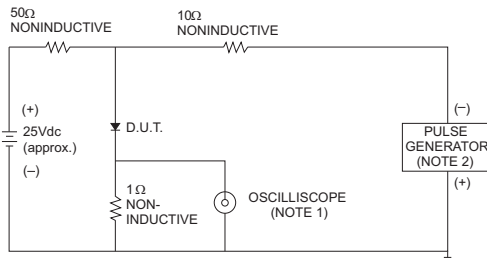 50Ω
NONINDUCTIVE
10Ω
NONINDUCTIVE
(+)
25Vdc
(approx.)
(–)
D.U.T.
1Ω
NON-
INDUCTIVE
OSCILLISCOPE
(NOTE 1)
(–)
PULSE
GENERATOR
(NOTE 2)
(+)